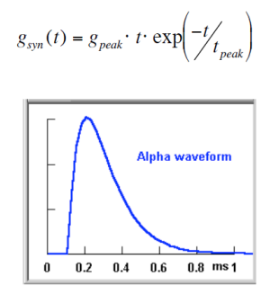 g_syn(t) = g_peak · t · exp(−t/t_peak)
Alpha waveform
0 0.2 0.4 0.6 0.8 ms 1